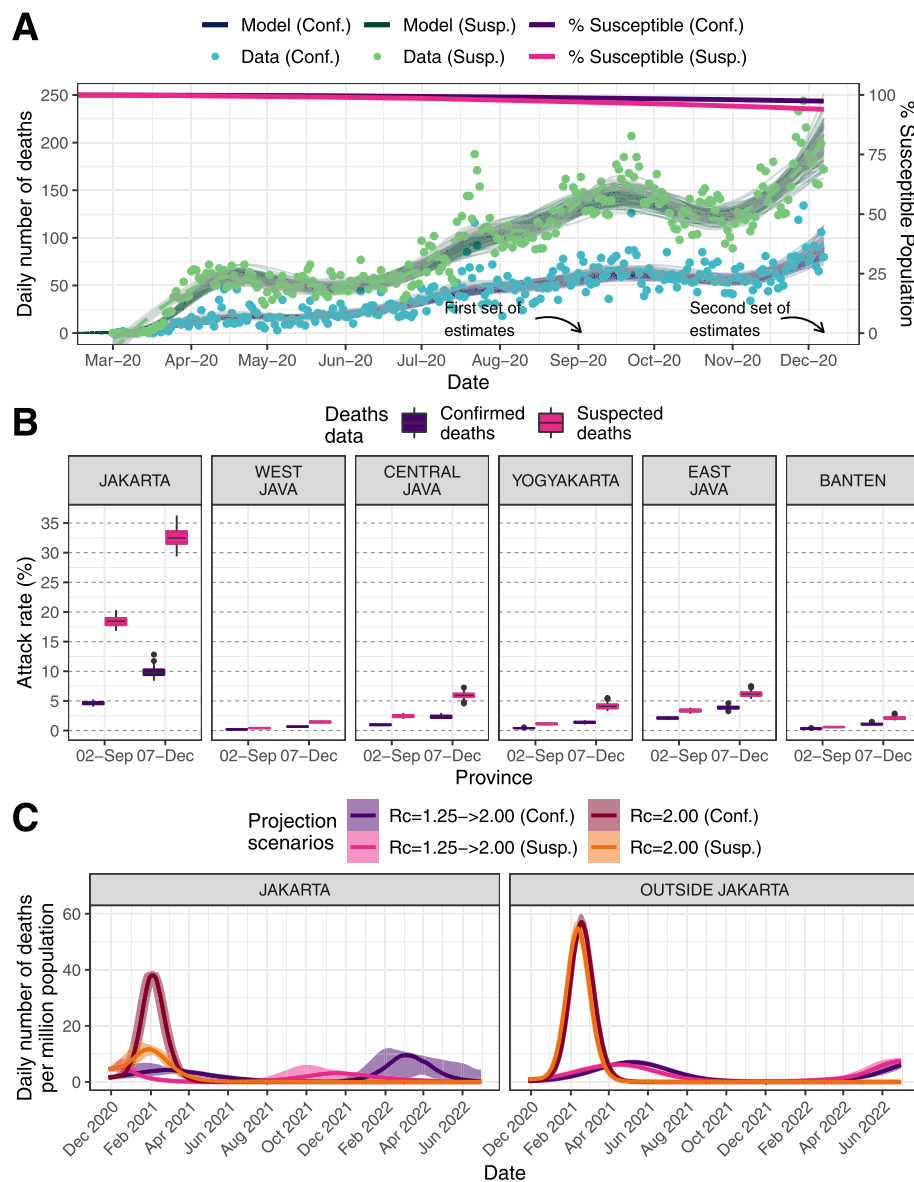 A
Model (Conf.) Model (Susp.) % Susceptible (Conf.)
Data (Conf.) Data (Susp.) % Susceptible (Susp.)
Daily number of deaths
250
200
150
100
50
0
100
75
50
25
0
% Susceptible Population
First set of
estimates
Second set of
estimates
Mar−20 Apr−20 May−20 Jun−20 Jul−20 Aug−20 Sep−20 Oct−20 Nov−20 Dec−20
Date
B
Deaths
data
Confirmed
deaths
Suspected
deaths
JAKARTA
WEST
JAVA
CENTRAL
JAVA
YOGYAKARTA
EAST
JAVA
BANTEN
Attack rate (%)
35
30
25
20
15
10
5
0
02−Sep 07−Dec 02−Sep 07−Dec 02−Sep 07−Dec 02−Sep 07−Dec 02−Sep 07−Dec 02−Sep 07−Dec
Province
C
Projection
scenarios
Rc=1.25−>2.00 (Conf.) Rc=2.00 (Conf.)
Rc=1.25−>2.00 (Susp.) Rc=2.00 (Susp.)
JAKARTA
OUTSIDE JAKARTA
Daily number of deaths
per million population
60
40
20
0
Dec 2020 Feb 2021 Apr 2021 Jun 2021 Aug 2021 Oct 2021 Dec 2021 Feb 2022 Apr 2022 Jun 2022
Dec 2020 Feb 2021 Apr 2021 Jun 2021 Aug 2021 Oct 2021 Dec 2021 Feb 2022 Apr 2022 Jun 2022
Date